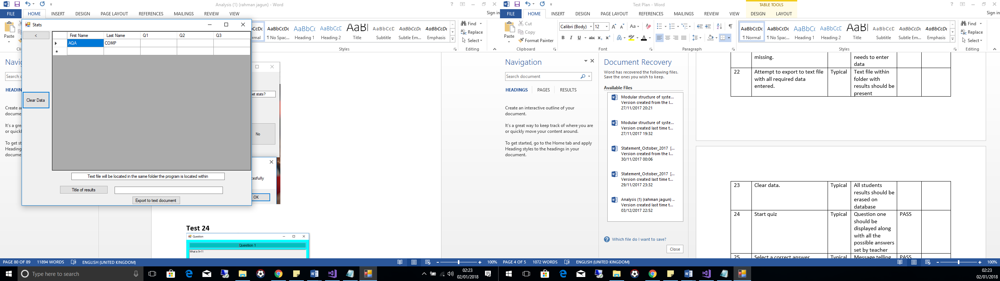 Analysis (1) (rahman jagun) - Word
FILE HOME INSERT DESIGN PAGE LAYOUT REFERENCES MAILINGS REVIEW VIEW
Sign in
Paste
Stats
<
First Name Last Name Q1 Q2 Q3
AQA COMP
Clear Data
Text file will be located in the same folder the program is located within
Title of results
Export to text document
AaBbCcDc AaBbCcDc AaBbCc AaBbCcD AaBl AaBbCcD AaBbCcDc AaBbCcDc
¶ No Spac... Heading 1 Heading 2 Title Subtitle Subtle Em... Emphasis
Styles
Find
Replace
Select
Editing
Search
No
OK
Test 24
Question
Question 1
What is 9+11
PAGE 80 OF 89 11894 WORDS ENGLISH (UNITED KINGDOM) 100%
Test Plan - Word
TABLE TOOLS
FILE HOME INSERT DESIGN PAGE LAYOUT REFERENCES MAILINGS REVIEW VIEW DESIGN LAYOUT
Sign in
Paste
Cut
Copy
Format Painter
Clipboard
Calibri (Body) 12
Font
Paragraph
AaBbCcDc AaBbCcDc AaBbCc AaBbCcD AaBl AaBbCcD AaBbCcDc AaBbCcDc
¶ Normal ¶ No Spac... Heading 1 Heading 2 Title Subtitle Subtle Em... Emphasis
Styles
Find
Replace
Select
Editing
Navigation
Search document
HEADINGS PAGES RESULTS
Create an interactive outline of your
document.
It's a great way to keep track of where you are
or quickly move your content around.
To get started, go to the Home tab and apply
Heading styles to the headings in your
document.
Document Recovery
Word has recovered the following files.
Save the ones you wish to keep.
Available Files
Modular structure of syste...
Version created from the l...
27/11/2017 20:21
Modular structure of syste...
Version created last time t...
27/11/2017 19:32
Statement_October_2017 [...
Version created from the l...
30/11/2017 00:06
Statement_October_2017 [...
Version created last time t...
29/11/2017 23:32
Analysis (1) (rahman jagun) ..
Version created last time t...
03/12/2017 22:52
Which file do I want to save?
Close
missing.
needs to enter
data
22 Attempt to export to text file Typical Text file within
with all required data folder with
entered. results should be
present
23 Clear data. Typical All students
results should be
erased on
database
24 Start quiz Typical Question one PASS
should be
displayed along
with all the
possible answers
set by teacher
25 Select a correct answer Typical Message telling PASS
PAGE 4 OF 5 1072 WORDS ENGLISH (UNITED KINGDOM) 100%
Type here to search
02:23
02/01/2018
02:23
02/01/2018